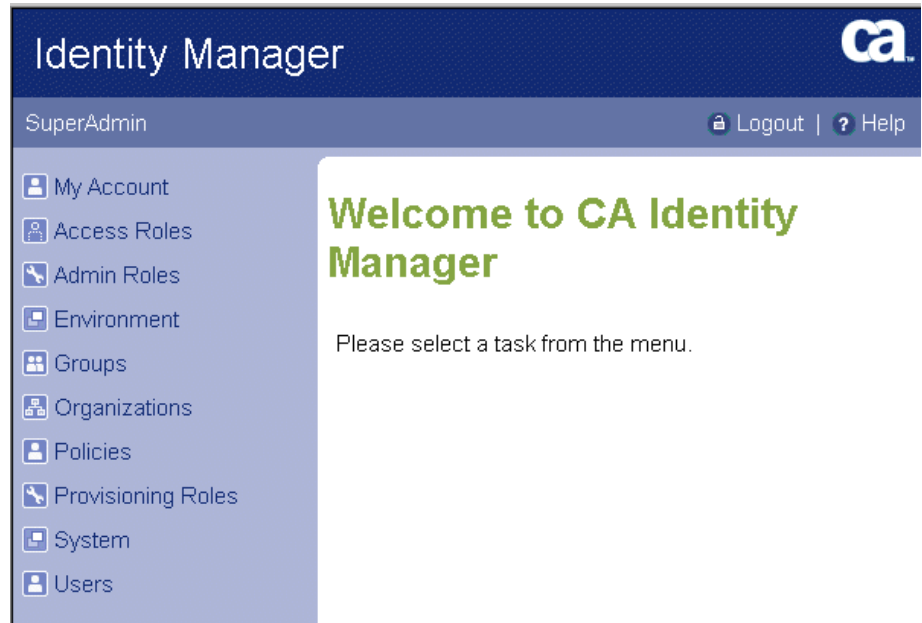 Identity Manager
ca
SuperAdmin
Logout | ? Help
My Account
Access Roles
Admin Roles
Environment
Groups
Organizations
Policies
Provisioning Roles
System
Users
Welcome to CA Identity
Manager
Please select a task from the menu.